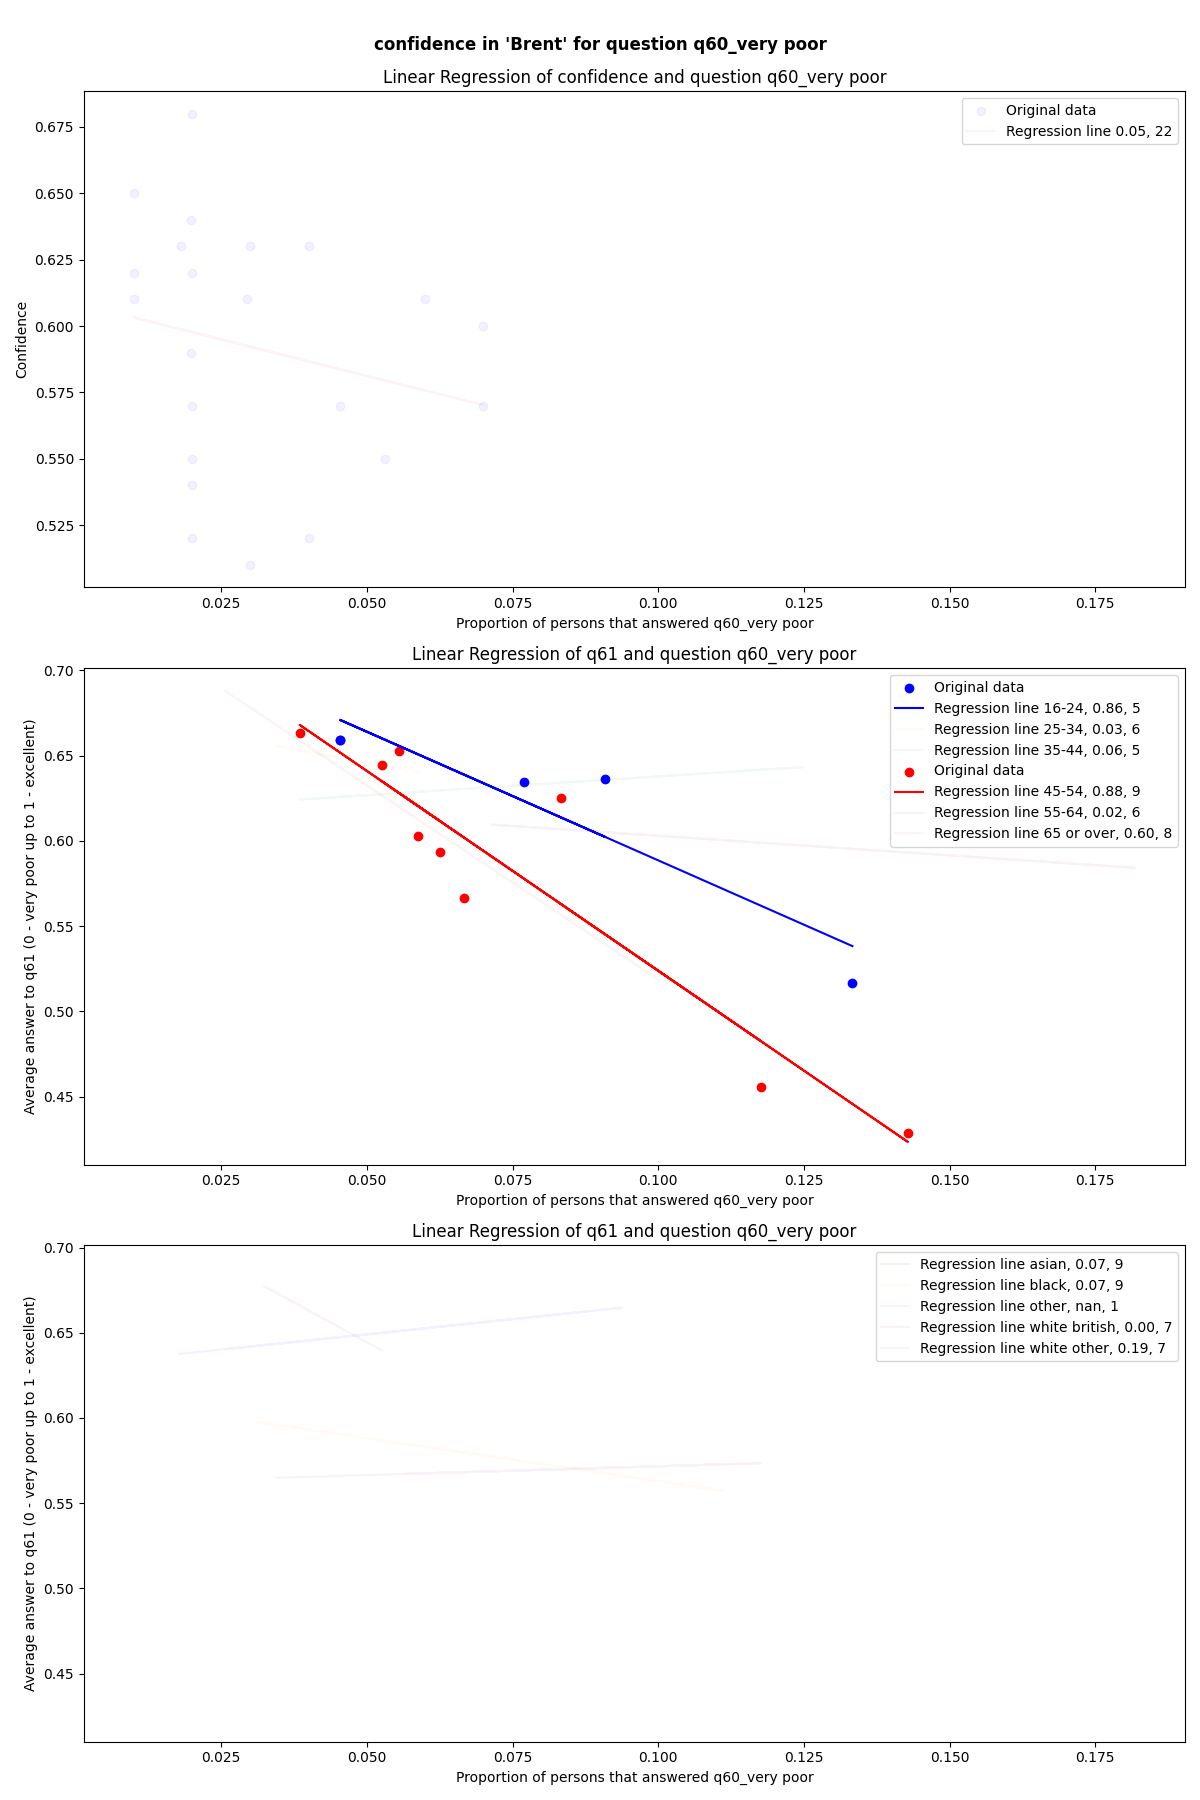 confidence in 'Brent' for question q60_very poor
Linear Regression of confidence and question q60_very poor
Original data
Regression line 0.05, 22
Confidence
0.675
0.650
0.625
0.600
0.575
0.550
0.525
0.025 0.050 0.075 0.100 0.125 0.150 0.175
Proportion of persons that answered q60_very poor
Linear Regression of q61 and question q60_very poor
Original data
Regression line 16-24, 0.86, 5
Regression line 25-34, 0.03, 6
Regression line 35-44, 0.06, 5
Original data
Regression line 45-54, 0.88, 9
Regression line 55-64, 0.02, 6
Regression line 65 or over, 0.60, 8
Average answer to q61 (0 - very poor up to 1 - excellent)
0.70
0.65
0.60
0.55
0.50
0.45
0.025 0.050 0.075 0.100 0.125 0.150 0.175
Proportion of persons that answered q60_very poor
Linear Regression of q61 and question q60_very poor
Regression line asian, 0.07, 9
Regression line black, 0.07, 9
Regression line other, nan, 1
Regression line white british, 0.00, 7
Regression line white other, 0.19, 7
Average answer to q61 (0 - very poor up to 1 - excellent)
0.70
0.65
0.60
0.55
0.50
0.45
0.025 0.050 0.075 0.100 0.125 0.150 0.175
Proportion of persons that answered q60_very poor